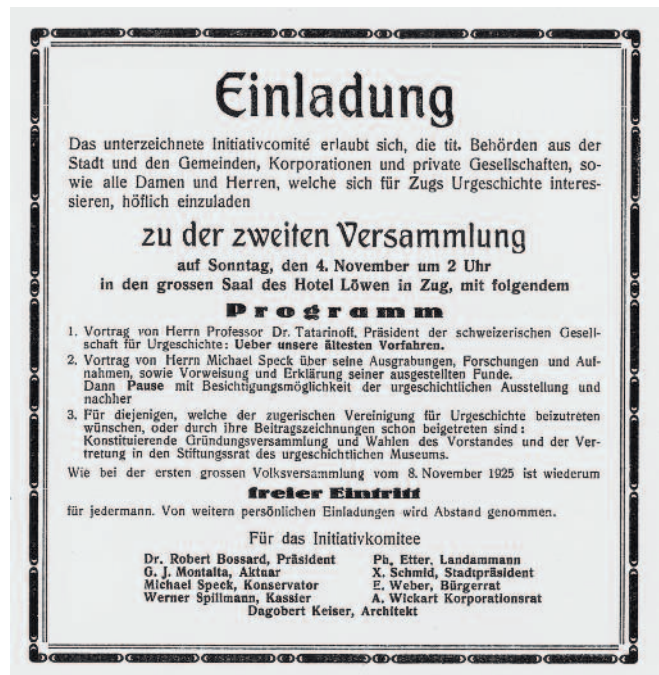 Einladung
Das unterzeichnete Initiativcomité erlaubt sich, die tit. Behörden aus der
Stadt und den Gemeinden, Korporationen und private Gesellschaften, so-
wie alle Damen und Herren, welche sich für Zugs Urgeschichte interes-
sieren, höflich einzuladen
zu der zweiten Versammlung
auf Sonntag, den 4. November um 2 Uhr
in den grossen Saal des Hotel Löwen in Zug, mit folgendem
Programm
1. Vortrag von Herrn Professor Dr. Tatarinoff, Präsident der schweizerischen Gesell-
schaft für Urgeschichte: Ueber unsere ältesten Vorfahren.
2. Vortrag von Herrn Michael Speck über seine Ausgrabungen, Forschungen und Auf-
nahmen, sowie Vorweisung und Erklärung seiner ausgestellten Funde.
Dann Pause mit Besichtigungsmöglichkeit der urgeschichtlichen Ausstellung und
nachher
3. Für diejenigen, welche der zugerischen Vereinigung für Urgeschichte beizutreten
wünschen, oder durch ihre Beitragszeichnungen schon beigetreten sind:
Konstituierende Gründungsversammlung und Wahlen des Vorstandes und der Ver-
tretung in den Stiftungsrat des urgeschichtlichen Museums.
Wie bei der ersten grossen Volksversammlung vom 8. November 1925 ist wiederum
freier Eintritt
für jedermann. Von weitern persönlichen Einladungen wird Abstand genommen.
Für das Initiativkomitee
Dr. Robert Bossard, Präsident Ph. Etter, Landammann
G. J. Montalta, Aktuar X. Schmid, Stadtpräsident
Michael Speck, Konservator E. Weber, Bürgerrat
Werner Spillmann, Kassier A. Wickart Korporationsrat
Dagobert Keiser, Architekt